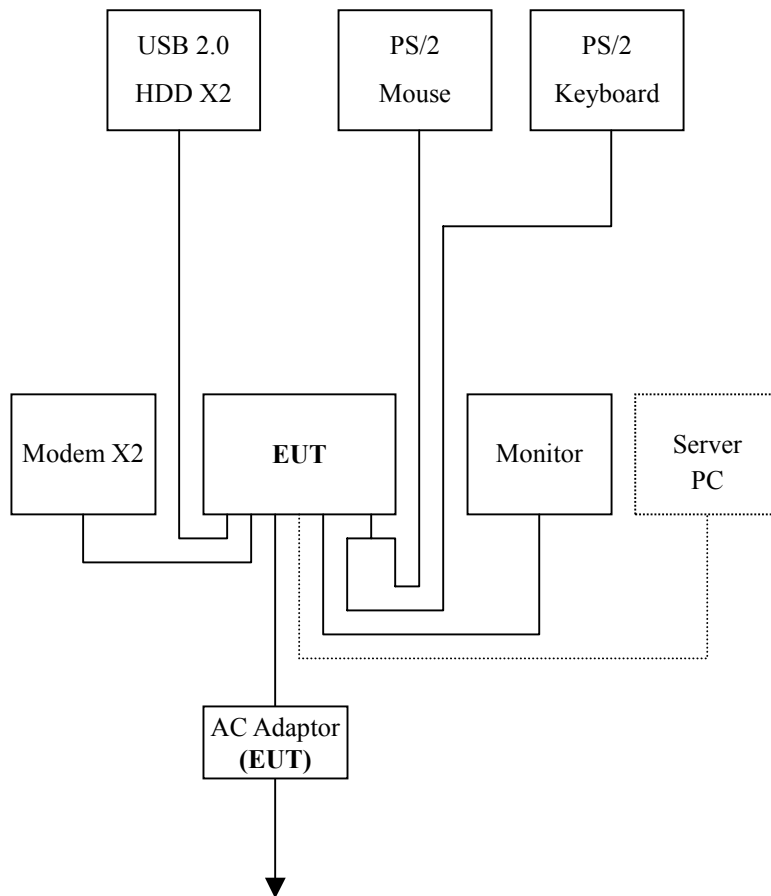 USB 2.0
HDD X2
PS/2
Mouse
PS/2
Keyboard
Modem X2
EUT
Monitor
Server
PC
AC Adaptor
(EUT)